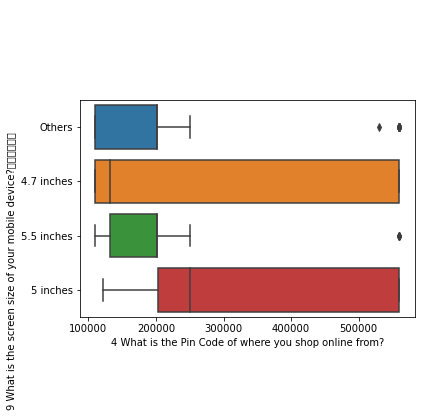 9 What is the screen size of your mobile device?
Others
4.7 inches
5.5 inches
5 inches
100000 200000 300000 400000 500000
4 What is the Pin Code of where you shop online from?